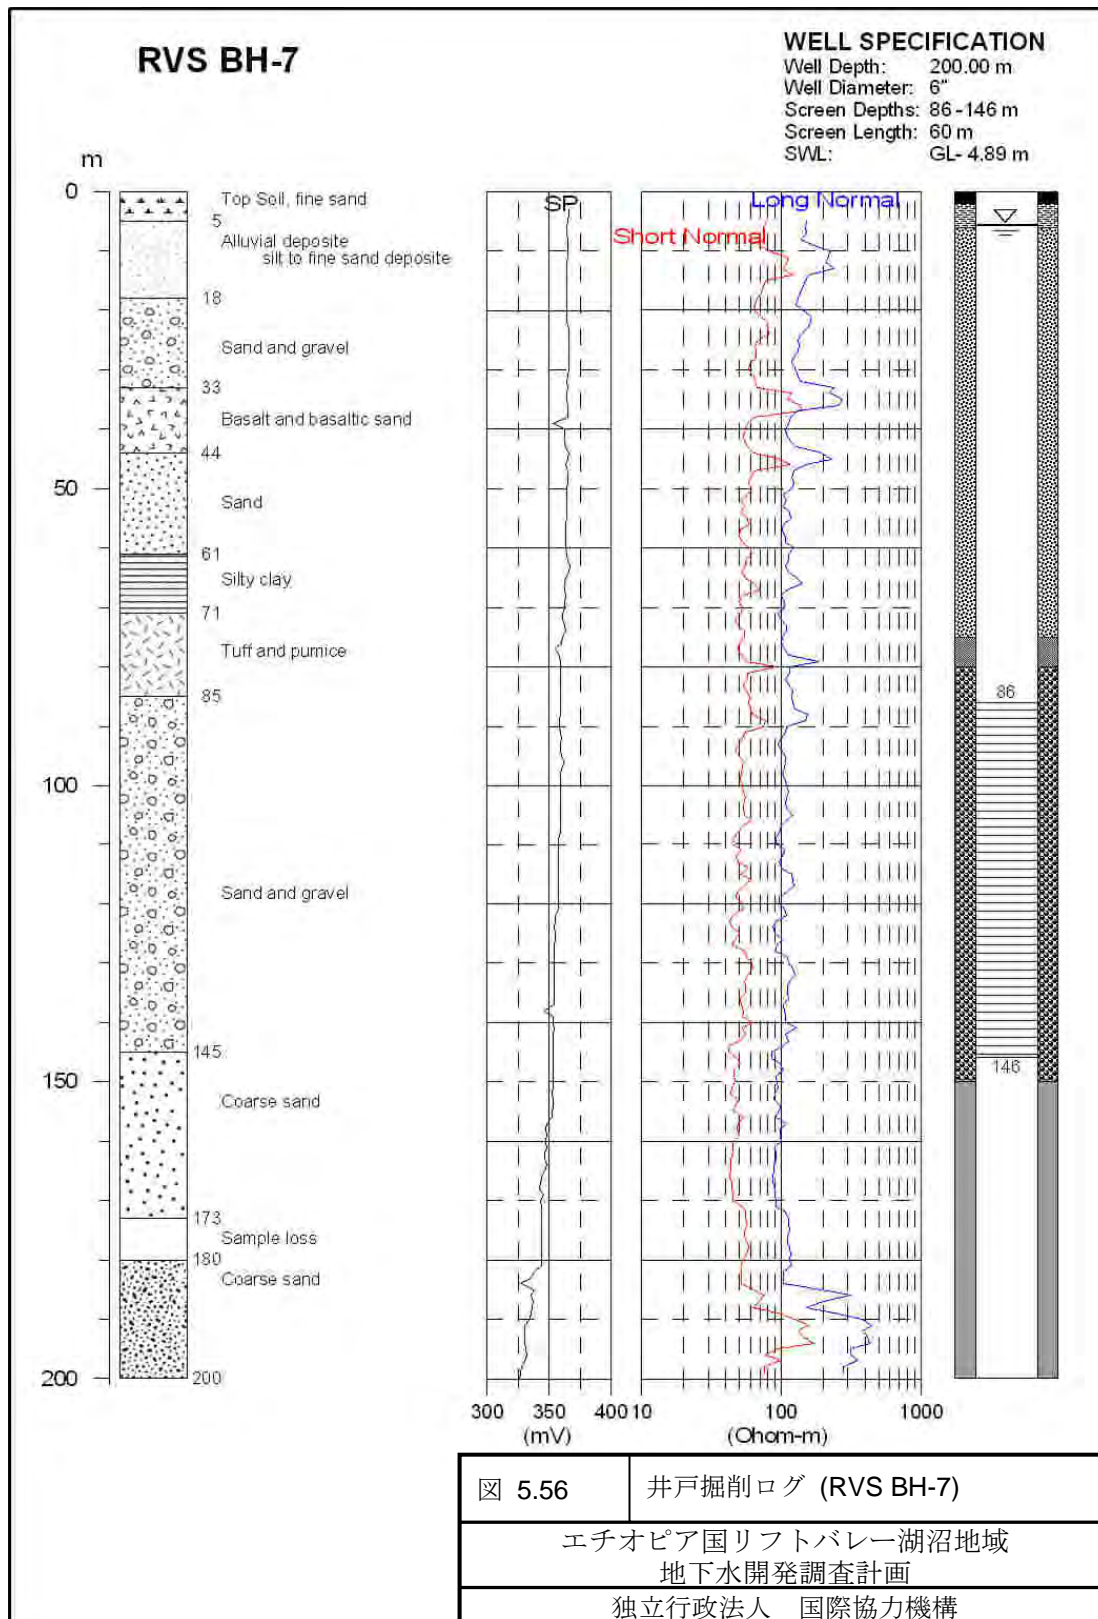 RVS BH-7
WELL SPECIFICATION
Well Depth: 200.00 m
Well Diameter: 6"
Screen Depths: 86-146 m
Screen Length: 60 m
SWL: GL- 4.89 m
m
0
50
100
150
200
Top Soil, fine sand
5
Alluvial deposite
silt to fine sand deposite
18
Sand and gravel
33
Basalt and basaltic sand
44
Sand
61
Silty clay
71
Tuff and pumice
85
Sand and gravel
145
Coarse sand
173
Sample loss
180
Coarse sand
200
SP
Long Normal
Short Normal
86
146
300 350 400
(mV)
10 100 1000
(Ohom-m)
図 5.56
井戸掘削ログ (RVS BH-7)
エチオピア国リフトバレー湖沼地域
地下水開発調査計画
独立行政法人 国際協力機構